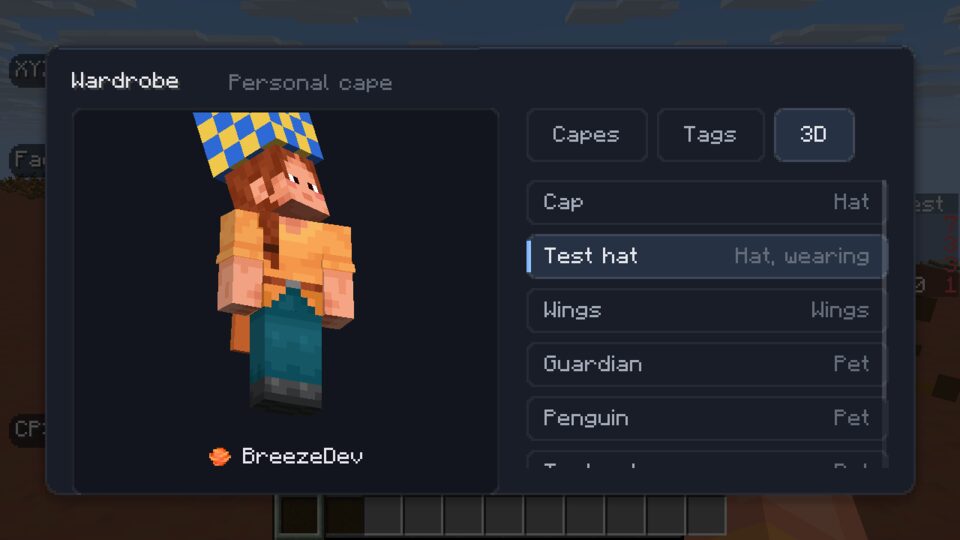 Wardrobe Personal cape
Capes Tags 3D
Cap Hat
Test hat Hat, wearing
Wings Wings
Guardian Pet
Penguin Pet
BreezeDev